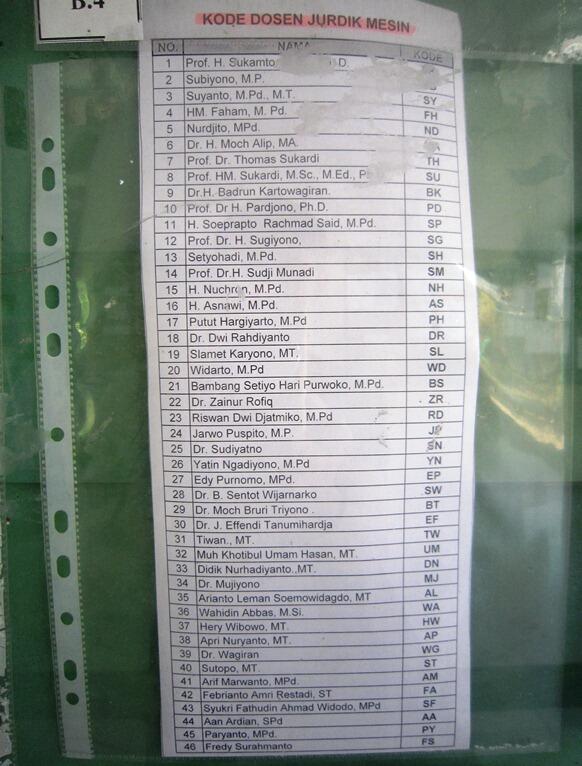 B.4
KODE DOSEN JURDIK MESIN
NO. NAMA KODE
1 Prof. H. Sukamto D.
2 Subiyono, M.P.
3 Suyanto, M.Pd., M.T. SY
4 HM. Faham, M. Pd. FH
5 Nurdjito, MPd. ND
6 Dr. H. Moch Alip, MA.
7 Prof. Dr. Thomas Sukardi TH
8 Prof. HM. Sukardi, M.Sc., M.Ed., SU
9 Dr.H. Badrun Kartowagiran. BK
10 Prof. Dr H. Pardjono, Ph.D. PD
11 H. Soeprapto Rachmad Said, M.Pd. SP
12 Prof. Dr. H. Sugiyono, SG
13 Setyohadi, M.Pd. SH
14 Prof. Dr.H. Sudji Munadi SM
15 H. Nuchron, M.Pd. NH
16 H. Asnawi, M.Pd. AS
17 Putut Hargiyarto, M.Pd PH
18 Dr. Dwi Rahdiyanto DR
19 Slamet Karyono, MT. SL
20 Widarto, M.Pd WD
21 Bambang Setiyo Hari Purwoko, M.Pd. BS
22 Dr. Zainur Rofiq ZR
23 Riswan Dwi Djatmiko, M.Pd RD
24 Jarwo Puspito, M.P. JP
25 Dr. Sudiyatno SN
26 Yatin Ngadiyono, M.Pd YN
27 Edy Purnomo, MPd. EP
28 Dr. B. Sentot Wijarnarko SW
29 Dr. Moch Bruri Triyono . BT
30 Dr. J. Effendi Tanumihardja EF
31 Tiwan., MT. TW
32 Muh Khotibul Umam Hasan, MT. UM
33 Didik Nurhadiyanto.,MT. DN
34 Dr. Mujiyono MJ
35 Arianto Leman Soemowidagdo, MT AL
36 Wahidin Abbas, M.Si. WA
37 Hery Wibowo, MT. HW
38 Apri Nuryanto, MT. AP
39 Dr. Wagiran WG
40 Sutopo, MT. ST
41 Arif Marwanto, MPd. AM
42 Febrianto Amri Restadi, ST FA
43 Syukri Fathudin Ahmad Widodo, MPd SF
44 Aan Ardian, SPd AA
45 Paryanto, MPd. PY
46 Fredy Surahmanto FS